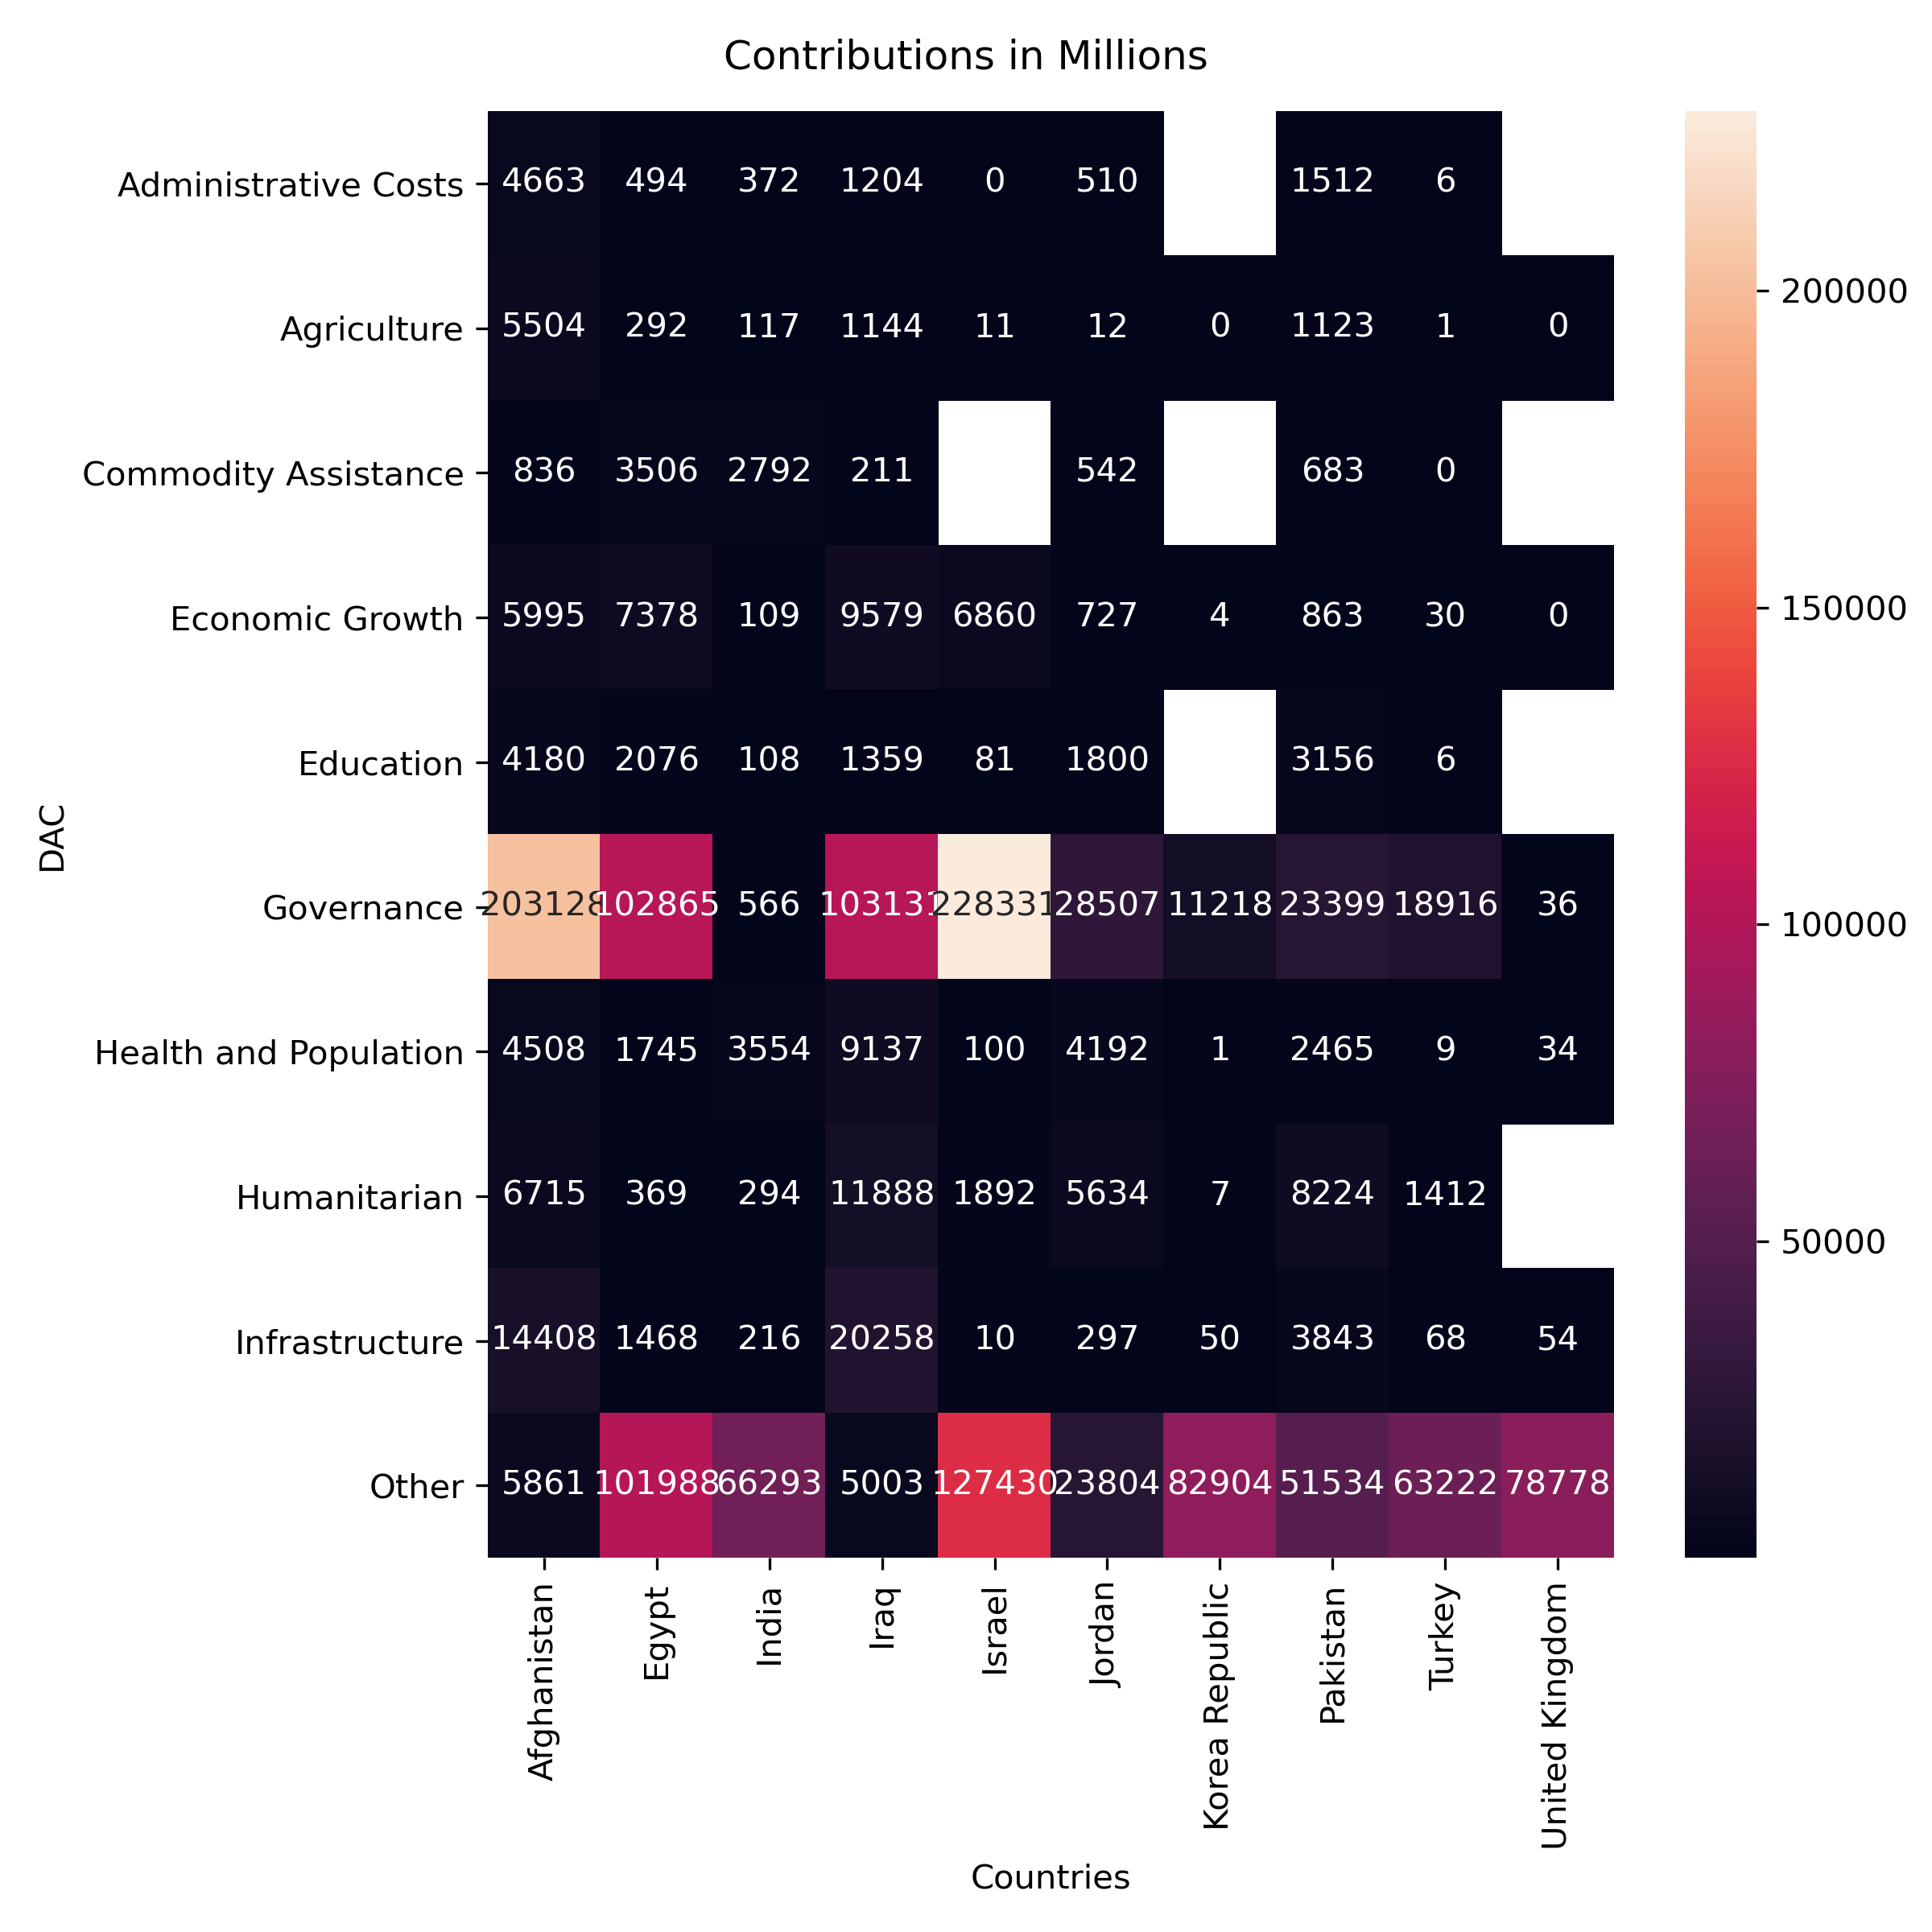 Contributions in Millions
Administrative Costs 4663 494 372 1204 0 510 1512 6
200000
Agriculture 5504 292 117 1144 11 12 0 1123 1 0
Commodity Assistance 836 3506 2792 211 542 683 0
150000
Economic Growth 5995 7378 109 9579 6860 727 4 863 30 0
Education 4180 2076 108 1359 81 1800 3156 6
DAC
Governance 203128 102865 566 103131 228331 28507 11218 23399 18916 36
100000
Health and Population 4508 1745 3554 9137 100 4192 1 2465 9 34
Humanitarian 6715 369 294 11888 1892 5634 7 8224 1412
50000
Infrastructure 14408 1468 216 20258 10 297 50 3843 68 54
Other 5861 101988 66293 5003 127430 23804 82904 51534 63222 78778
Afghanistan
Egypt
India
Iraq
Israel
Jordan
Korea Republic
Pakistan
Turkey
United Kingdom
Countries